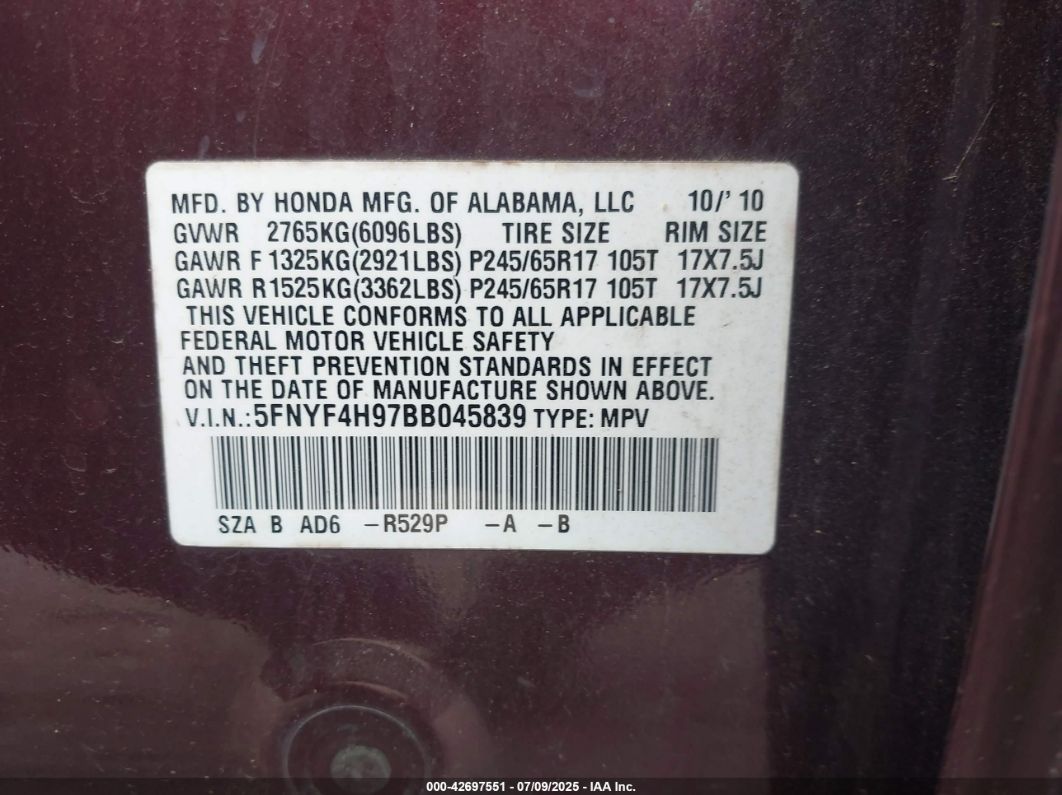 MFD. BY HONDA MFG. OF ALABAMA, LLC 10/' 10
GVWR 2765KG(6096LBS) TIRE SIZE RIM SIZE
GAWR F 1325KG(2921LBS) P245/65R17 105T 17X7.5J
GAWR R1525KG(3362LBS) P245/65R17 105T 17X7.5J
THIS VEHICLE CONFORMS TO ALL APPLICABLE
FEDERAL MOTOR VEHICLE SAFETY
AND THEFT PREVENTION STANDARDS IN EFFECT
ON THE DATE OF MANUFACTURE SHOWN ABOVE.
V.I.N.:5FNYF4H97BB045839 TYPE: MPV
SZA B AD6 -R529P -A -B
000-42697551 - 07/09/2025 - IAA Inc.